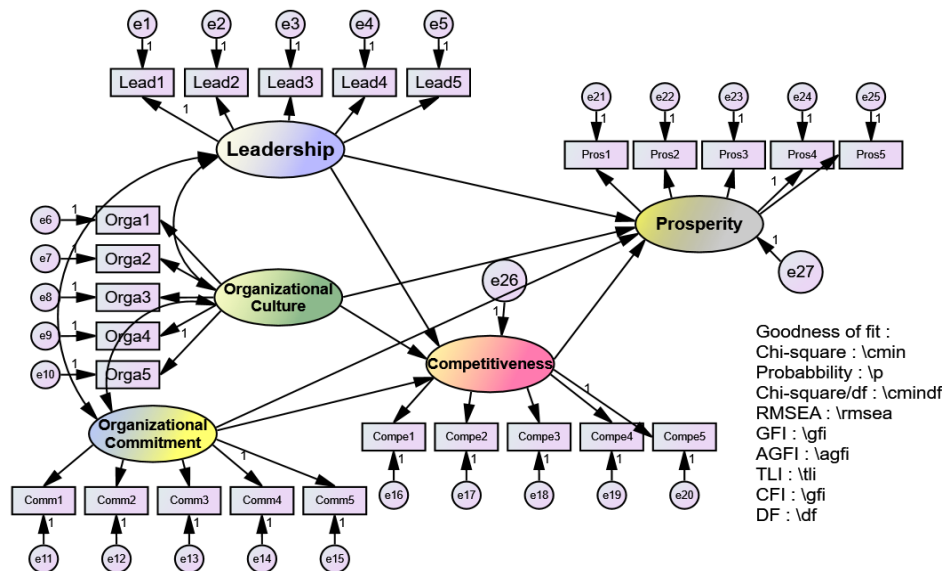 e1 e2 e3 e4 e5
1 1 1 1 1
Lead1 Lead2 Lead3 Lead4 Lead5
1
Leadership
e21 e22 e23 e24 e25
1 1 1 1 1
Pros1 Pros2 Pros3 Pros4 Pros5
1
Prosperity
1
e27
e6 1 Orga1
e7 1 Orga2
e8 1 Orga3
e9 1 Orga4
e10 1 Orga5
1
Organizational
Culture
e26
1
Competitiveness
1
Compe1 Compe2 Compe3 Compe4 Compe5
1 1 1 1 1
e16 e17 e18 e19 e20
Organizational
Commitment
1
Comm1 Comm2 Comm3 Comm4 Comm5
1 1 1 1 1
e11 e12 e13 e14 e15
Goodness of fit :
Chi-square : \cmin
Probabbility : \p
Chi-square/df : \cmindf
RMSEA : \rmsea
GFI : \gfi
AGFI : \agfi
TLI : \tli
CFI : \gfi
DF : \df